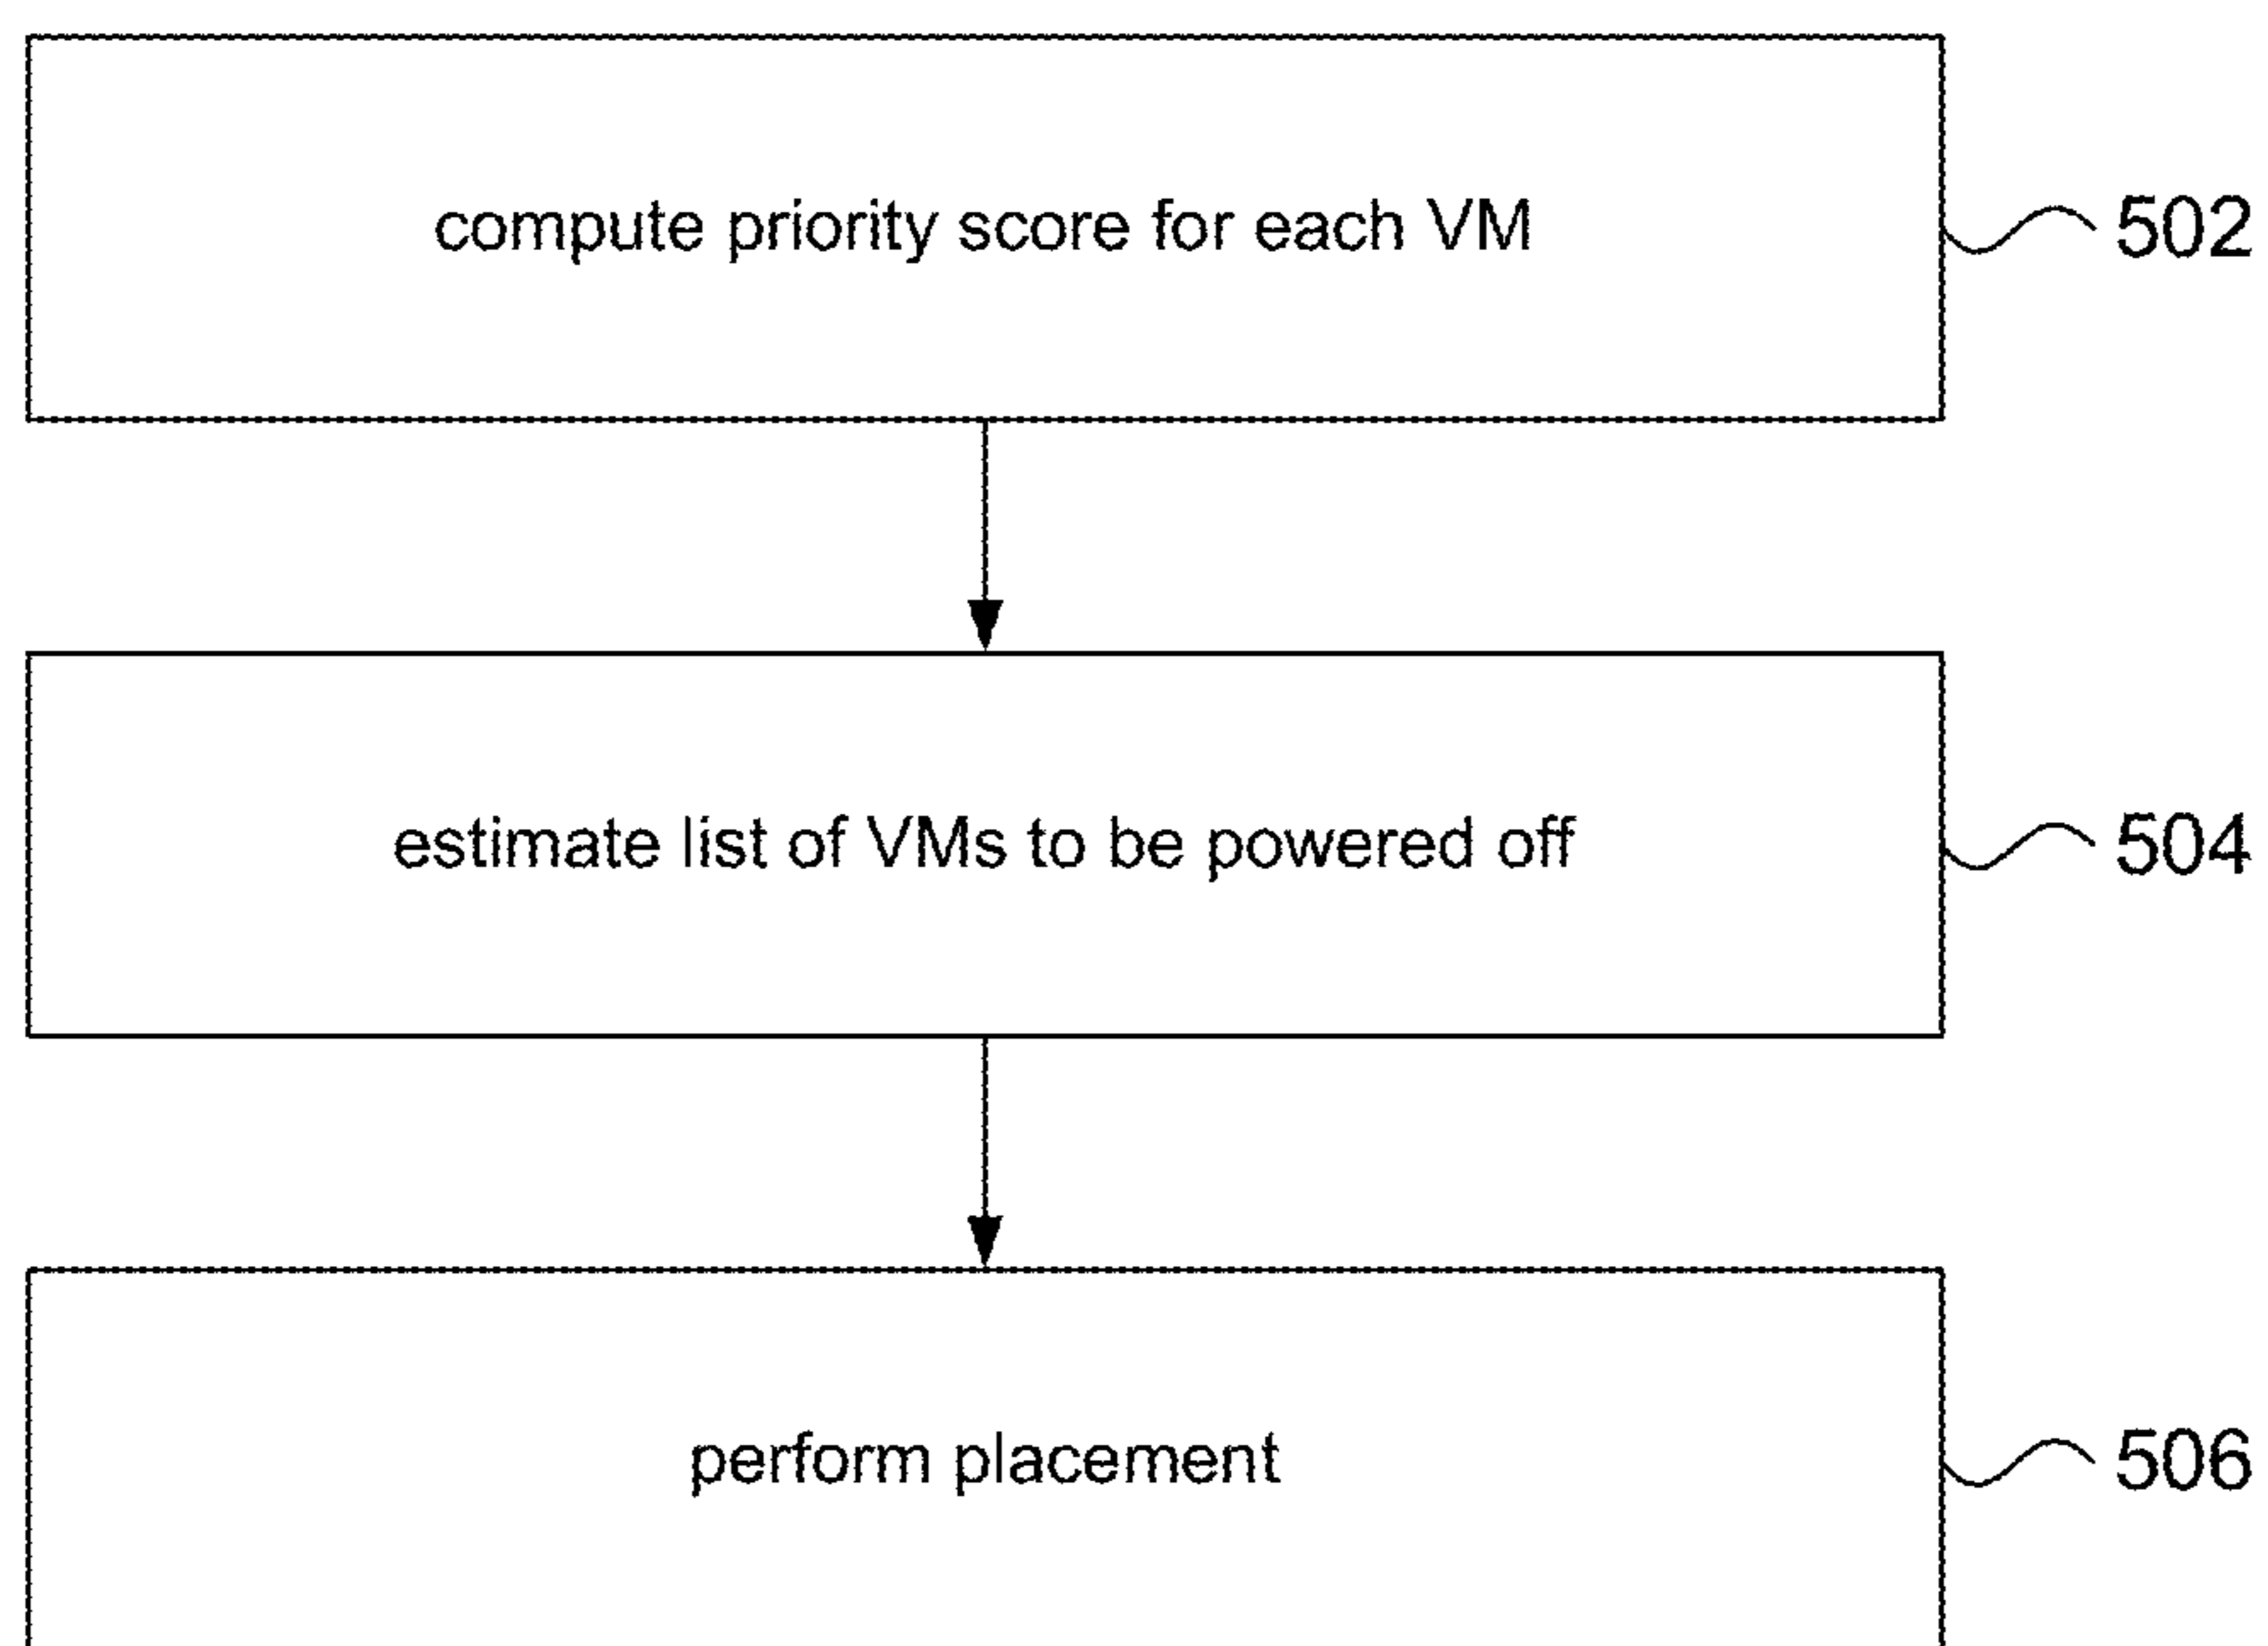 compute priority score for each VM
502
estimate list of VMs to be powered off
504
perform placement
506